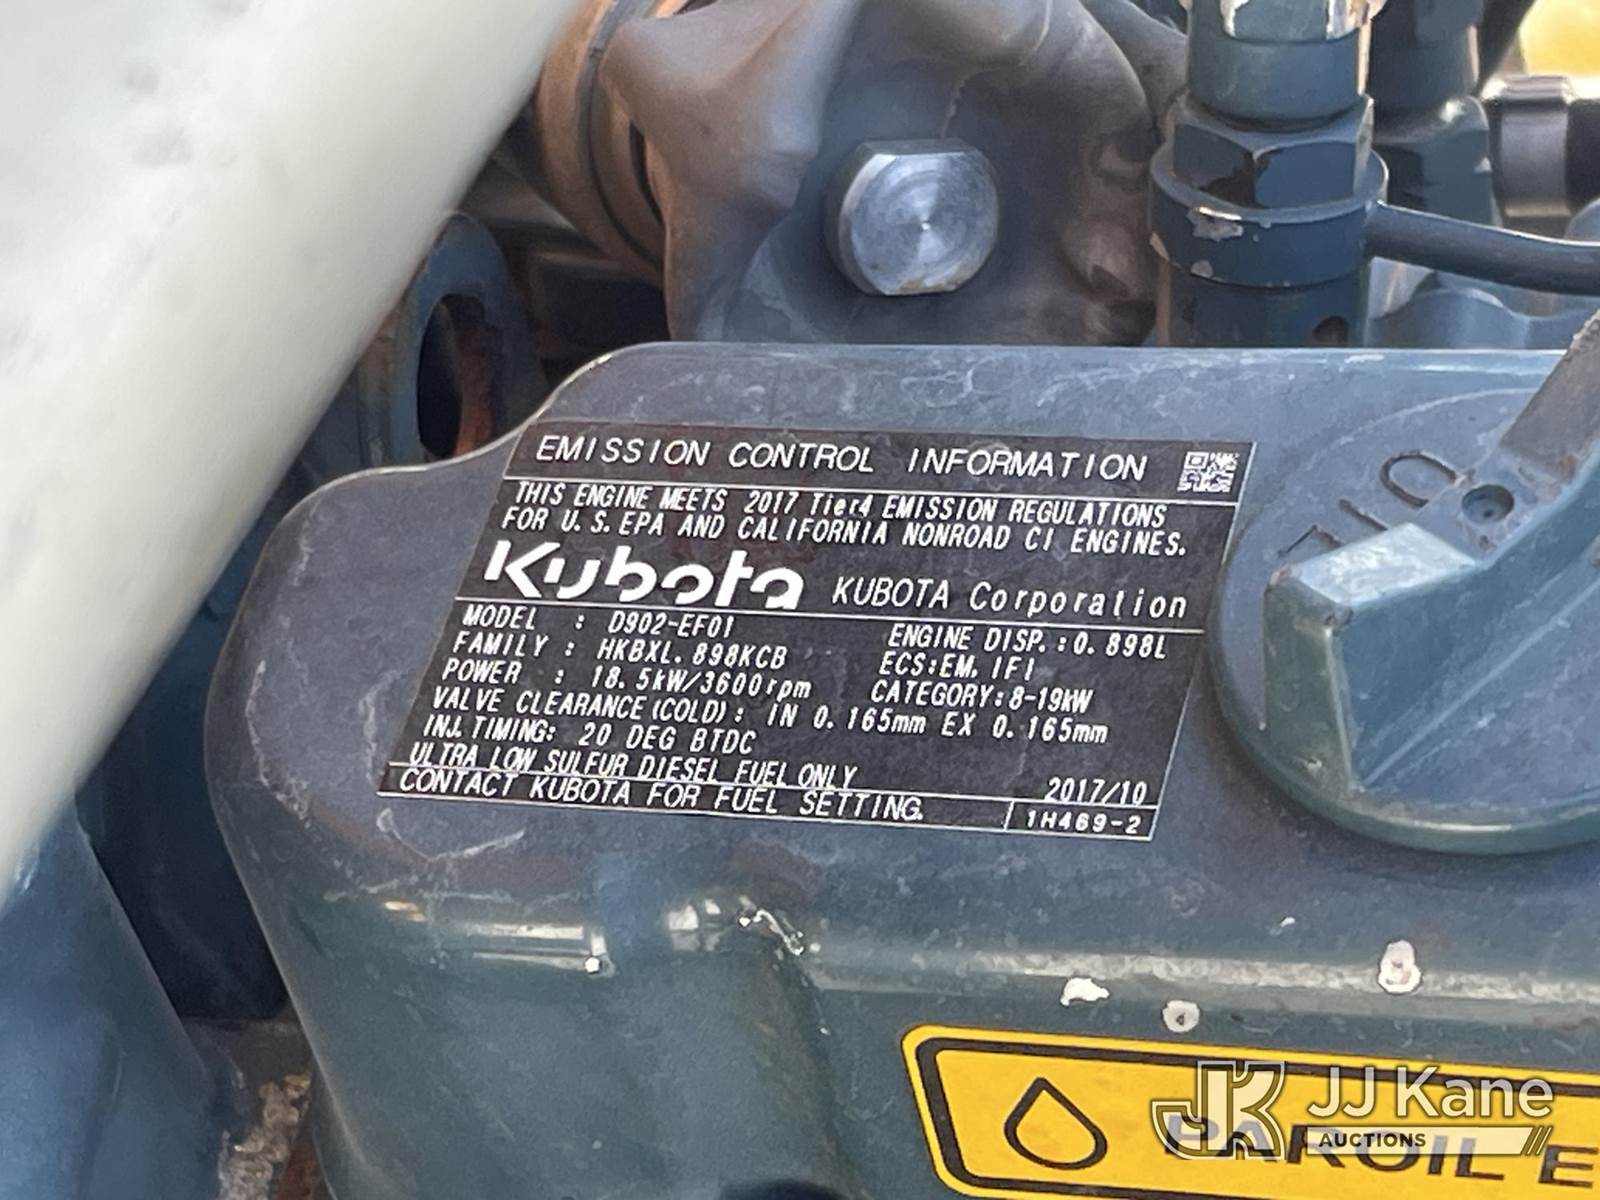 EMISSION CONTROL INFORMATION
THIS ENGINE MEETS 2017 Tier4 EMISSION REGULATIONS
FOR U.S. EPA AND CALIFORNIA NONROAD CI ENGINES.
Kubota KUBOTA Corporation
MODEL : D902-EF01 ENGINE DISP.:0.898L
FAMILY : HKBXL.898KCB ECS:EM, IFI
POWER : 18.5kW/3600rpm CATEGORY:8-19kW
VALVE CLEARANCE(COLD): IN 0.165mm EX 0.165mm
INJ.TIMING: 20 DEG BTDC
ULTRA LOW SULFUR DIESEL FUEL ONLY 2017/10
CONTACT KUBOTA FOR FUEL SETTING. 1H469-2
OIL
JK JJ Kane
AUCTIONS